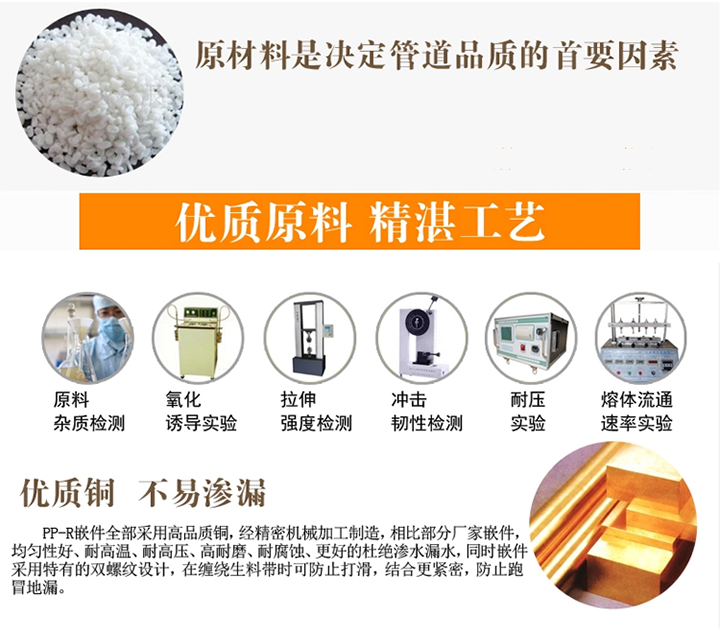 原材料是决定管道品质的首要因素
优质原料 精湛工艺
原料
杂质检测
氧化
诱导实验
拉伸
强度检测
冲击
韧性检测
耐压
实验
熔体流通
速率实验
优质铜 不易渗漏
PP-R嵌件全部采用高品质铜，经精密机械加工制造，相比部分厂家嵌件，
均匀性好、耐高温、耐高压、高耐磨、耐腐蚀、更好的杜绝渗水漏水，同时嵌件
采用特有的双螺纹设计，在缠绕生料带时可防止打滑，结合更紧密，防止跑
冒地漏。